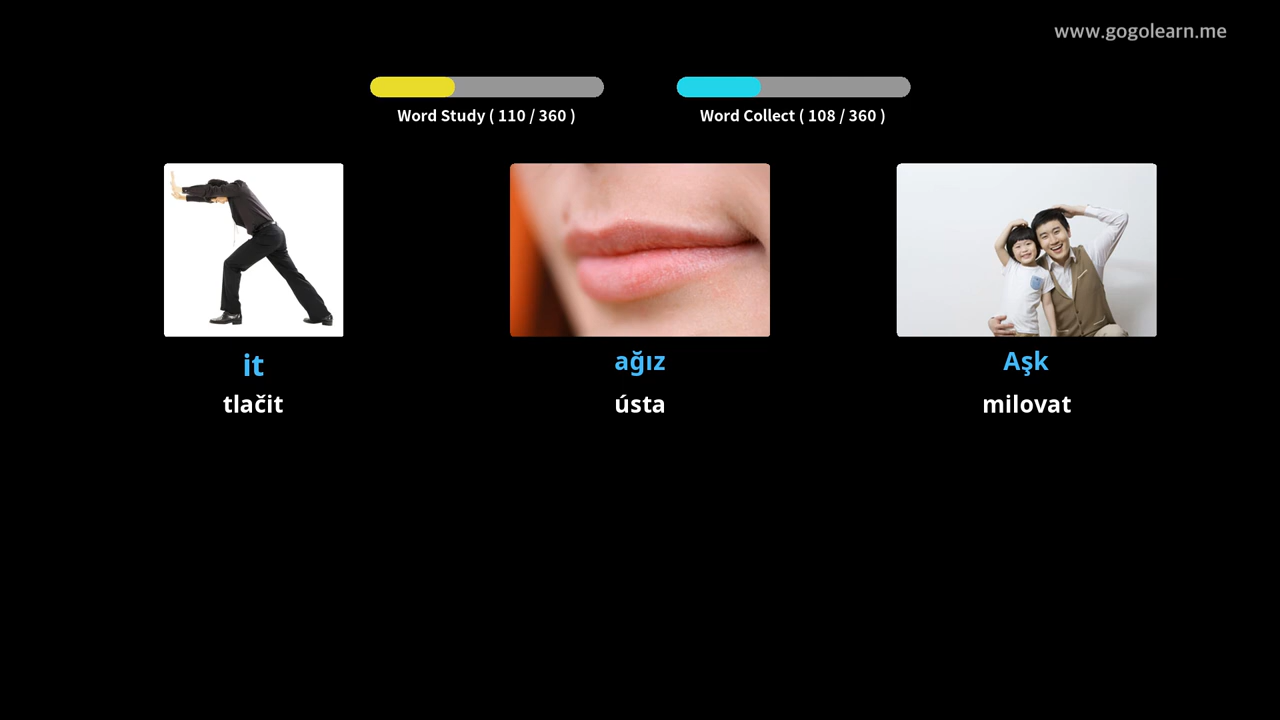 www.gogolearn.me
Word Study ( 110 / 360 )
Word Collect ( 108 / 360 )
it
ağız
Aşk
tlačit
ústa
milovat